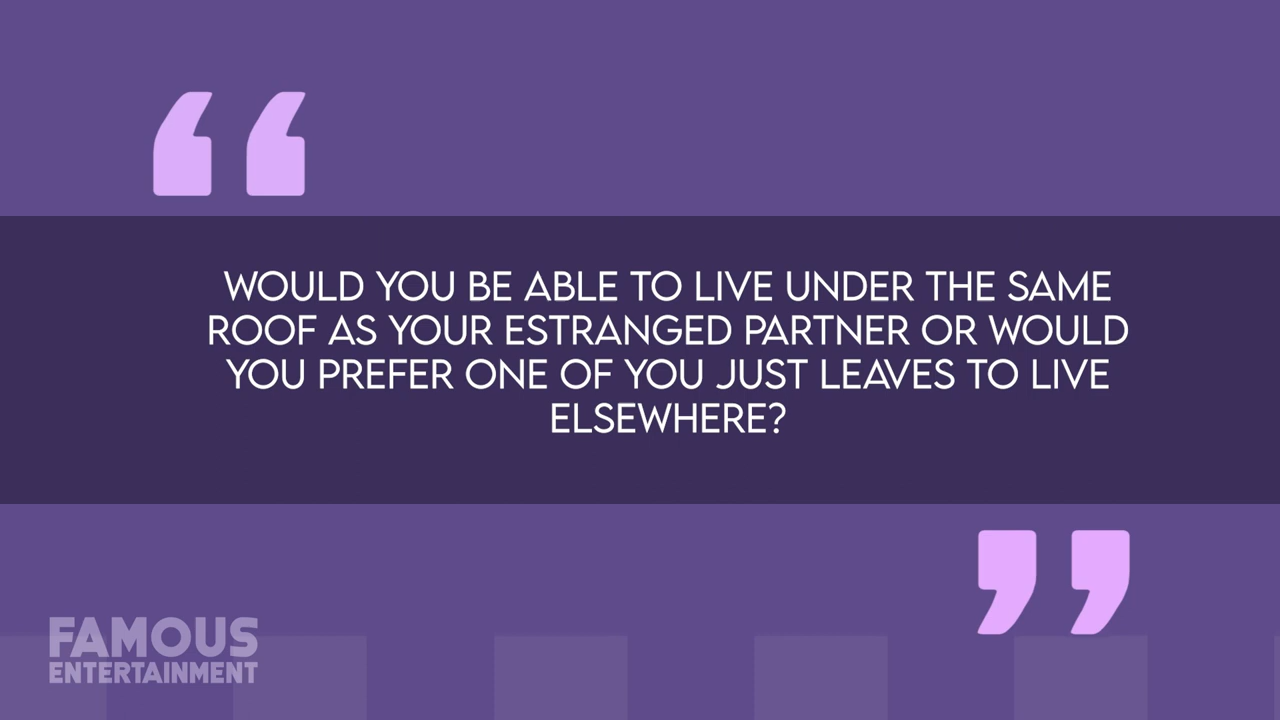 WOULD YOU BE ABLE TO LIVE UNDER THE SAME
ROOF AS YOUR ESTRANGED PARTNER OR WOULD
YOU PREFER ONE OF YOU JUST LEAVES TO LIVE
ELSEWHERE?
FAMOUS
ENTERTAINMENT